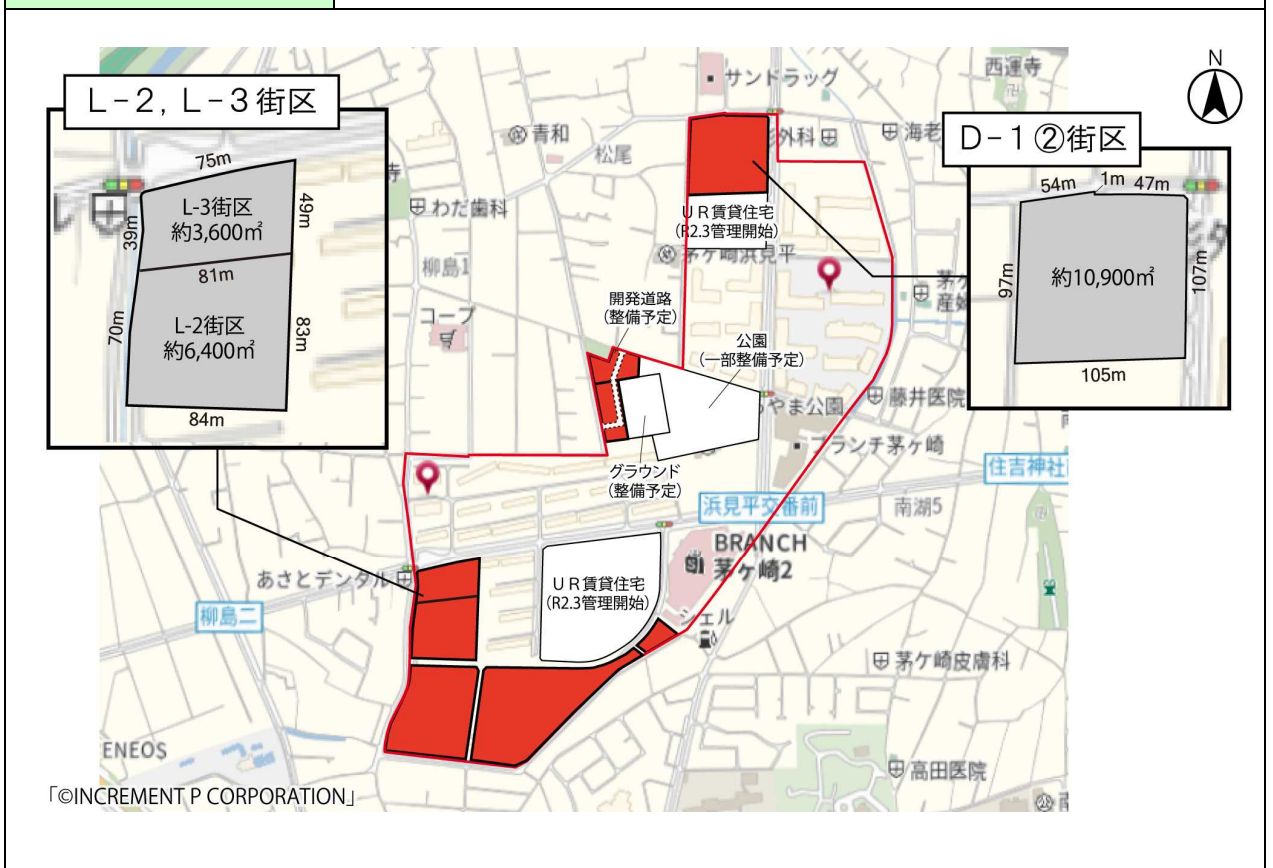 N
L-2, L-3街区
75m
L-3街区
約3,600㎡
39m
49m
81m
70m
L-2街区
約6,400㎡
83m
84m
D-1②街区
54m
1m
47m
97m
約10,900㎡
107m
105m
サンドラッグ
西運寺
青和
松尾
外科
海老
わだ歯科
UR賃貸住宅
(R2.3管理開始)
茅ヶ崎浜見平
柳島1
開発道路
(整備予定)
コープ
公園
(一部整備予定)
やま公園
藤井医院
ブランチ茅ヶ崎
グラウンド
(整備予定)
住吉神社
浜見平交番前
南湖5
BRANCH
茅ヶ崎2
あさとデンタル
UR賃貸住宅
(R2.3管理開始)
柳島二
シェル
茅ケ崎皮膚科
ENEOS
高田医院
「©INCREMENT P CORPORATION」